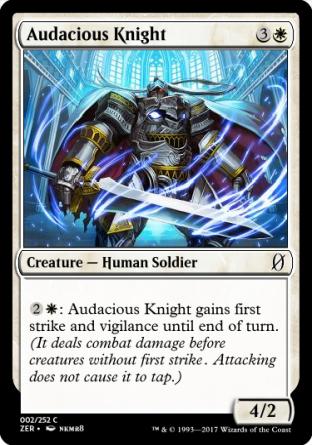 Audacious Knight 3
Creature — Human Soldier
2: Audacious Knight gains first
strike and vigilance until end of turn.
(It deals combat damage before
creatures without first strike. Attacking
does not cause it to tap.)
4/2
002/252 C
ZER • NKMR8
™ & © 1993—2017 Wizards of the Coast